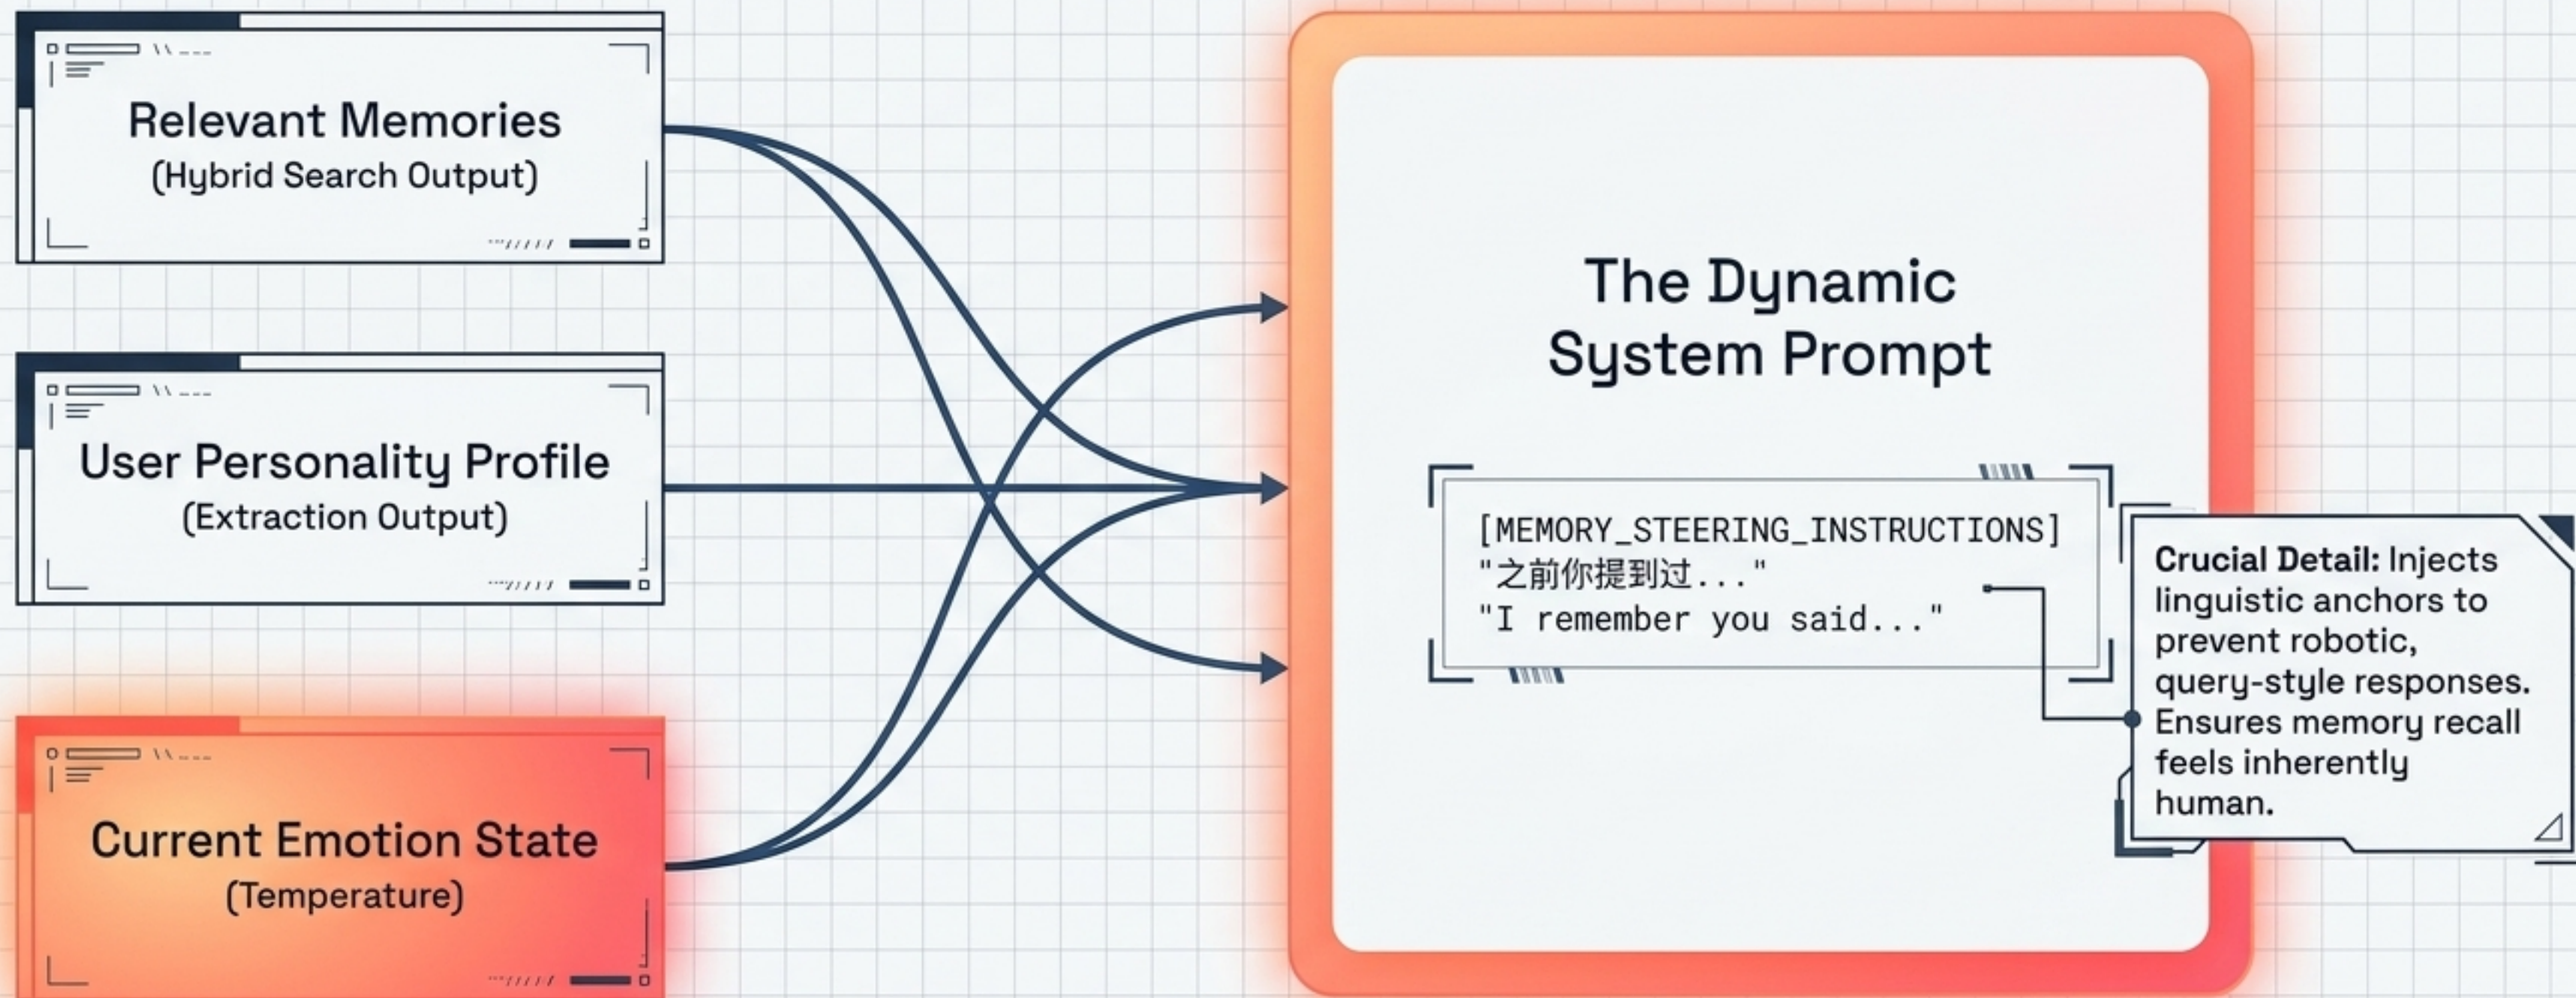 Relevant Memories
(Hybrid Search Output)
User Personality Profile
(Extraction Output)
Current Emotion State
(Temperature)
The Dynamic
System Prompt
[MEMORY_STEERING_INSTRUCTIONS]
"之前你提到过..."
"I remember you said..."
Crucial Detail: Injects
linguistic anchors to
prevent robotic,
query-style responses.
Ensures memory recall
feels inherently
human.